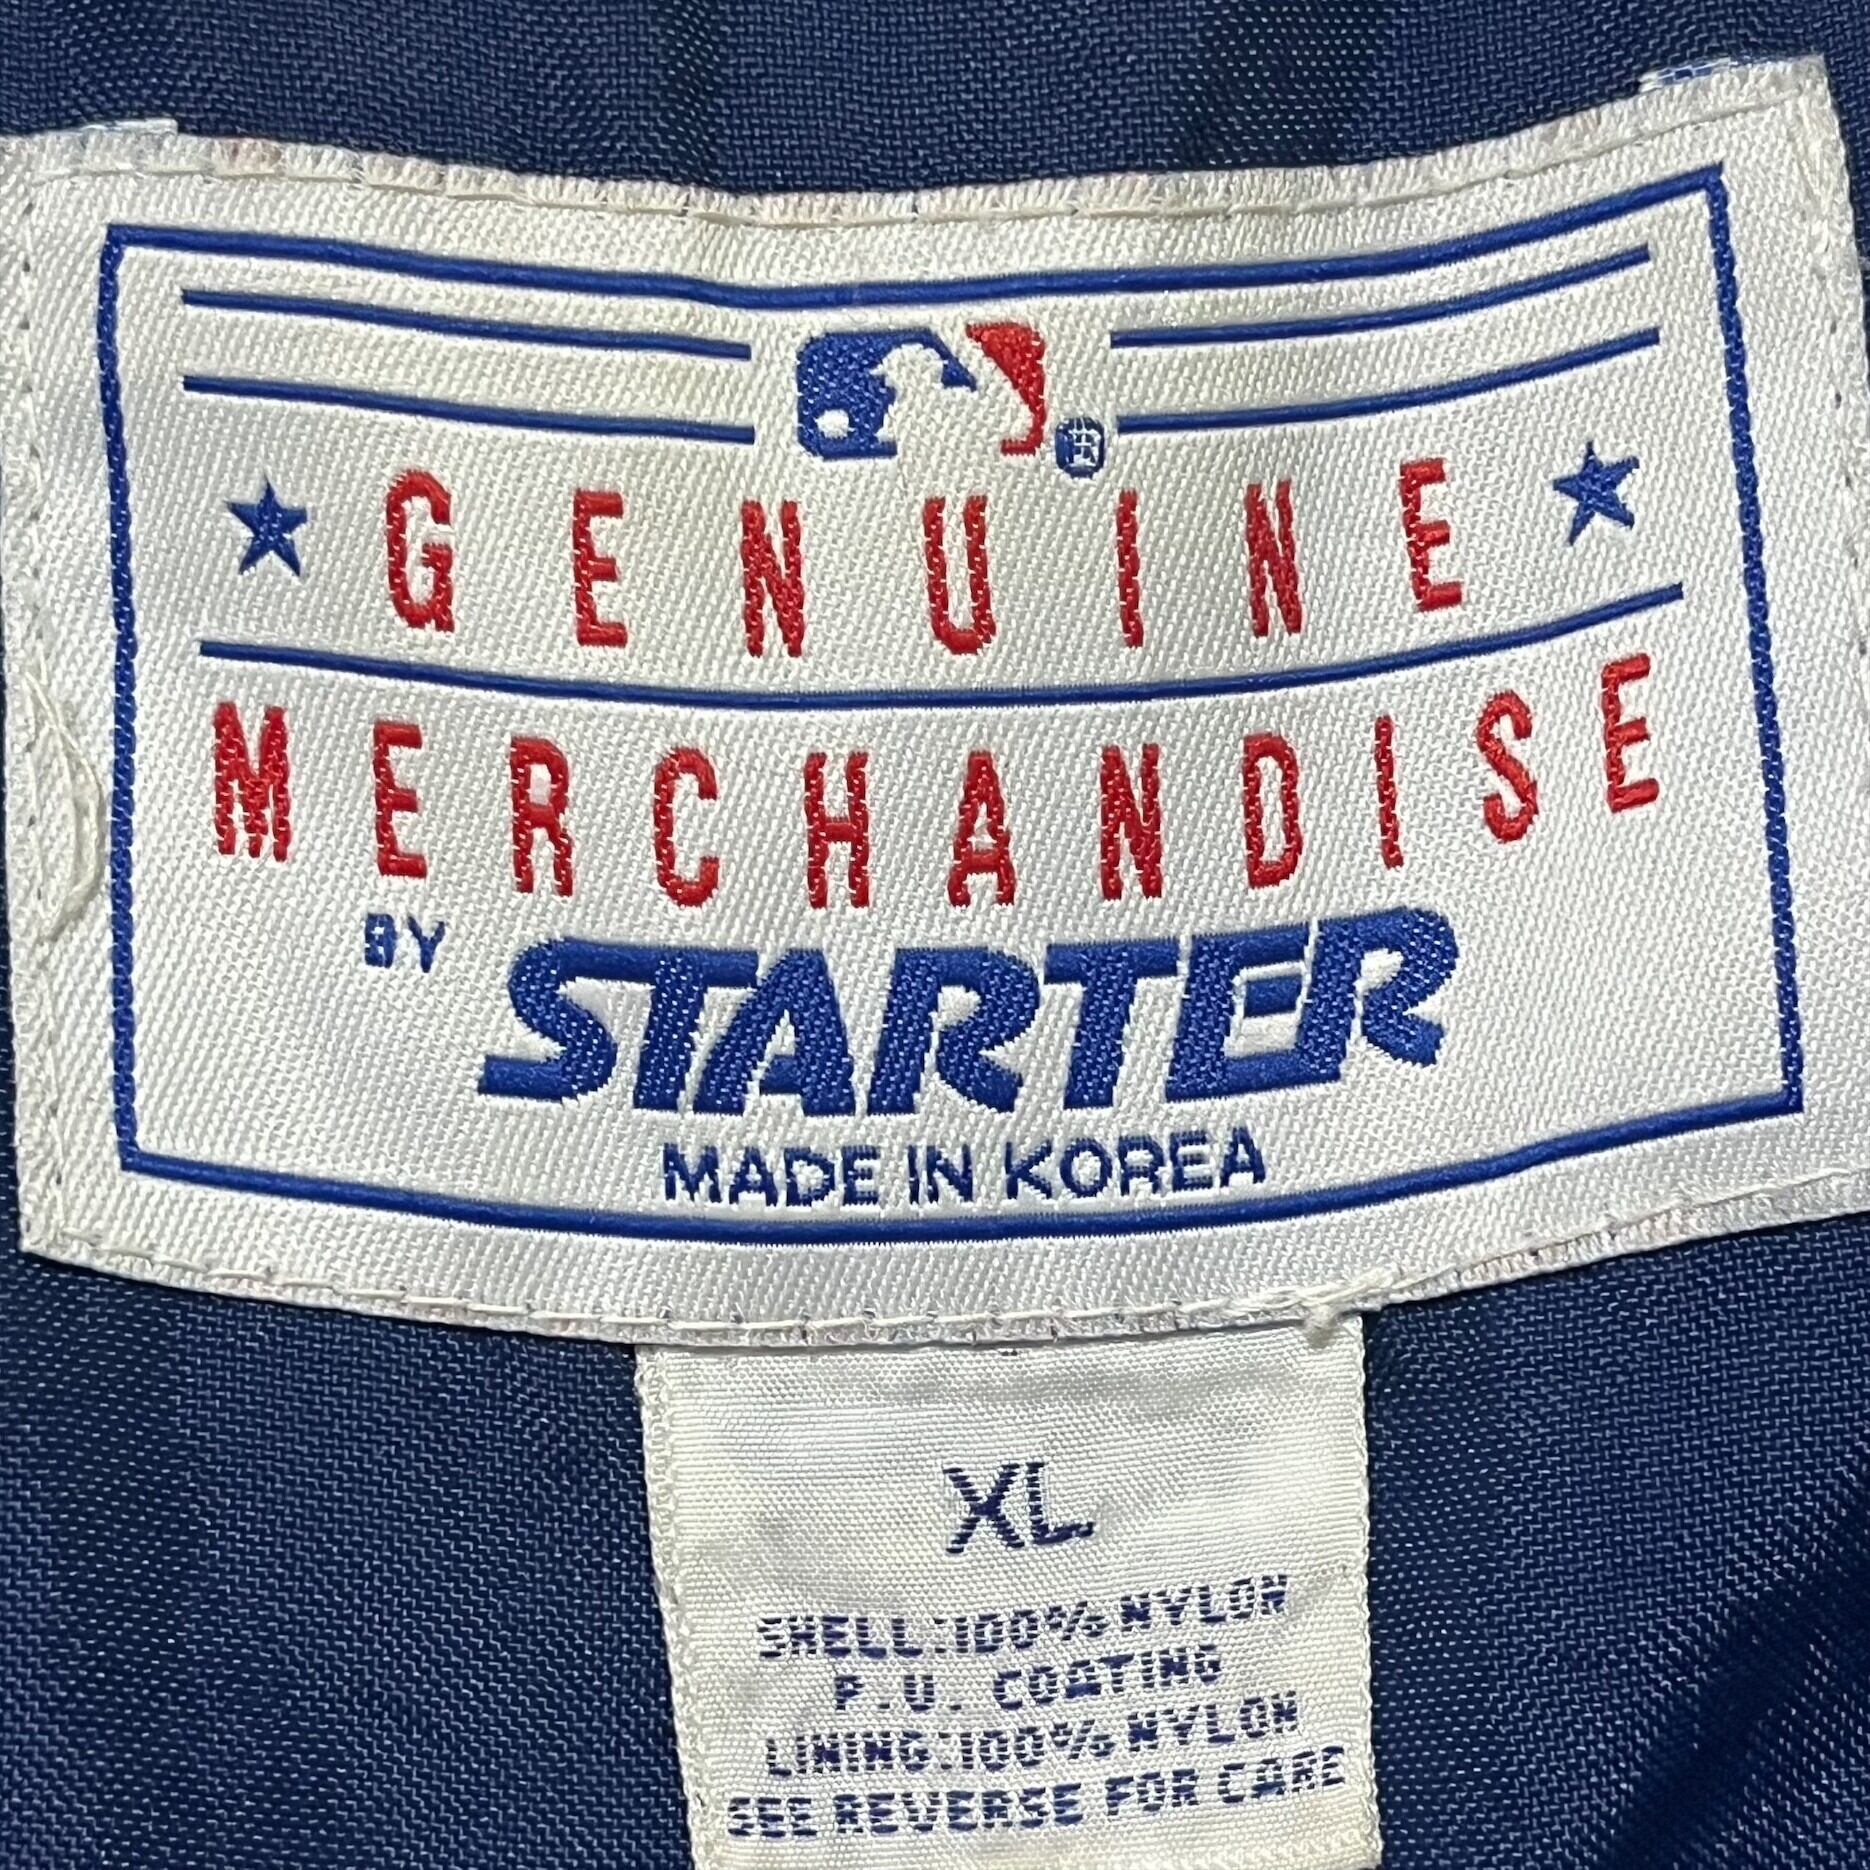 GENUINE
MERCHANDISE
BY STARTER
MADE IN KOREA
XL
SHELL:100% NYLON
P.U. COATING
LINING:100% NYLON
SEE REVERSE FOR CARE